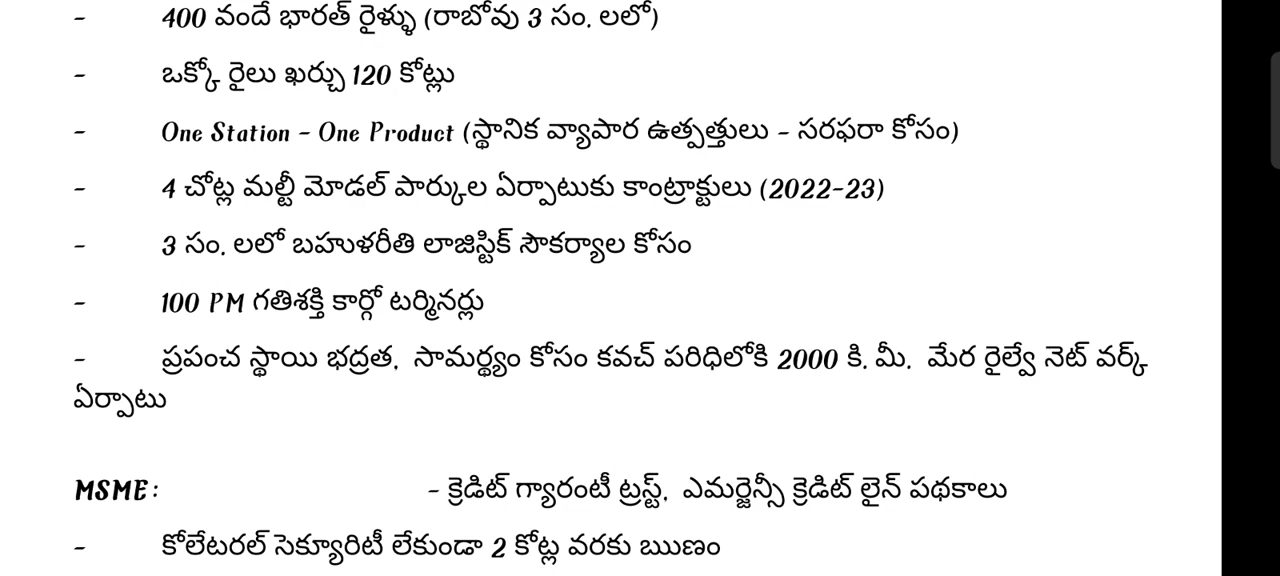 - 400 వందే భారత్ రైళ్ళు (రాబోవు 3 సం. లలో)
- ఒక్కో రైలు ఖర్చు 120 కోట్లు
- One Station - One Product (స్థానిక వ్యాపార ఉత్పత్తులు - సరఫరా కోసం)
- 4 చోట్ల మల్టీ మోడల్ పార్కుల ఏర్పాటుకు కాంట్రాక్టులు (2022-23)
- 3 సం. లలో బహుళరీతి లాజిస్టిక్ సౌకర్యాల కోసం
- 100 PM గతిశక్తి కార్గో టర్మినర్లు
- ప్రపంచ స్థాయి భద్రత, సామర్థ్యం కోసం కవచ్ పరిధిలోకి 2000 కి. మీ. మేర రైల్వే నెట్ వర్క్
ఏర్పాటు
MSME: - క్రెడిట్ గ్యారంటీ ట్రస్ట్, ఎమర్జెన్సీ క్రెడిట్ లైన్ పథకాలు
- కోలేటరల్ సెక్యూరిటీ లేకుండా 2 కోట్ల వరకు ఋణం